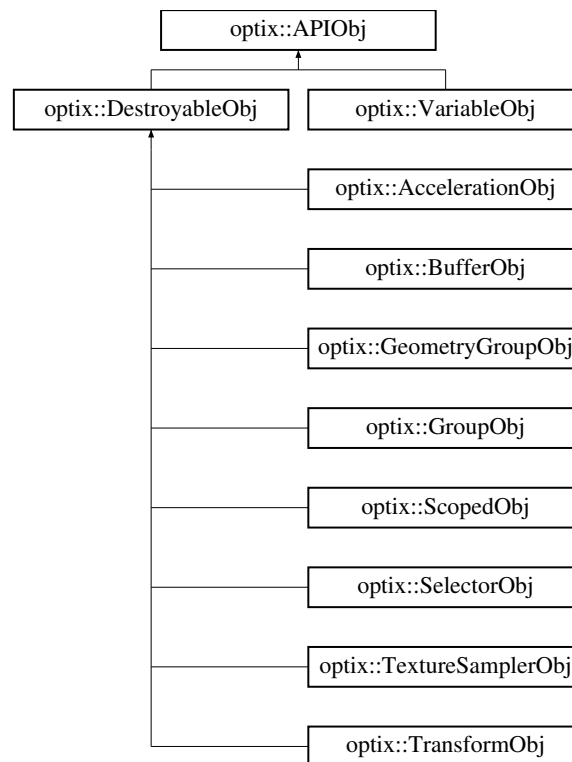 optix::APIObj
optix::DestroyableObj
optix::VariableObj
optix::AccelerationObj
optix::BufferObj
optix::GeometryGroupObj
optix::GroupObj
optix::ScopedObj
optix::SelectorObj
optix::TextureSamplerObj
optix::TransformObj